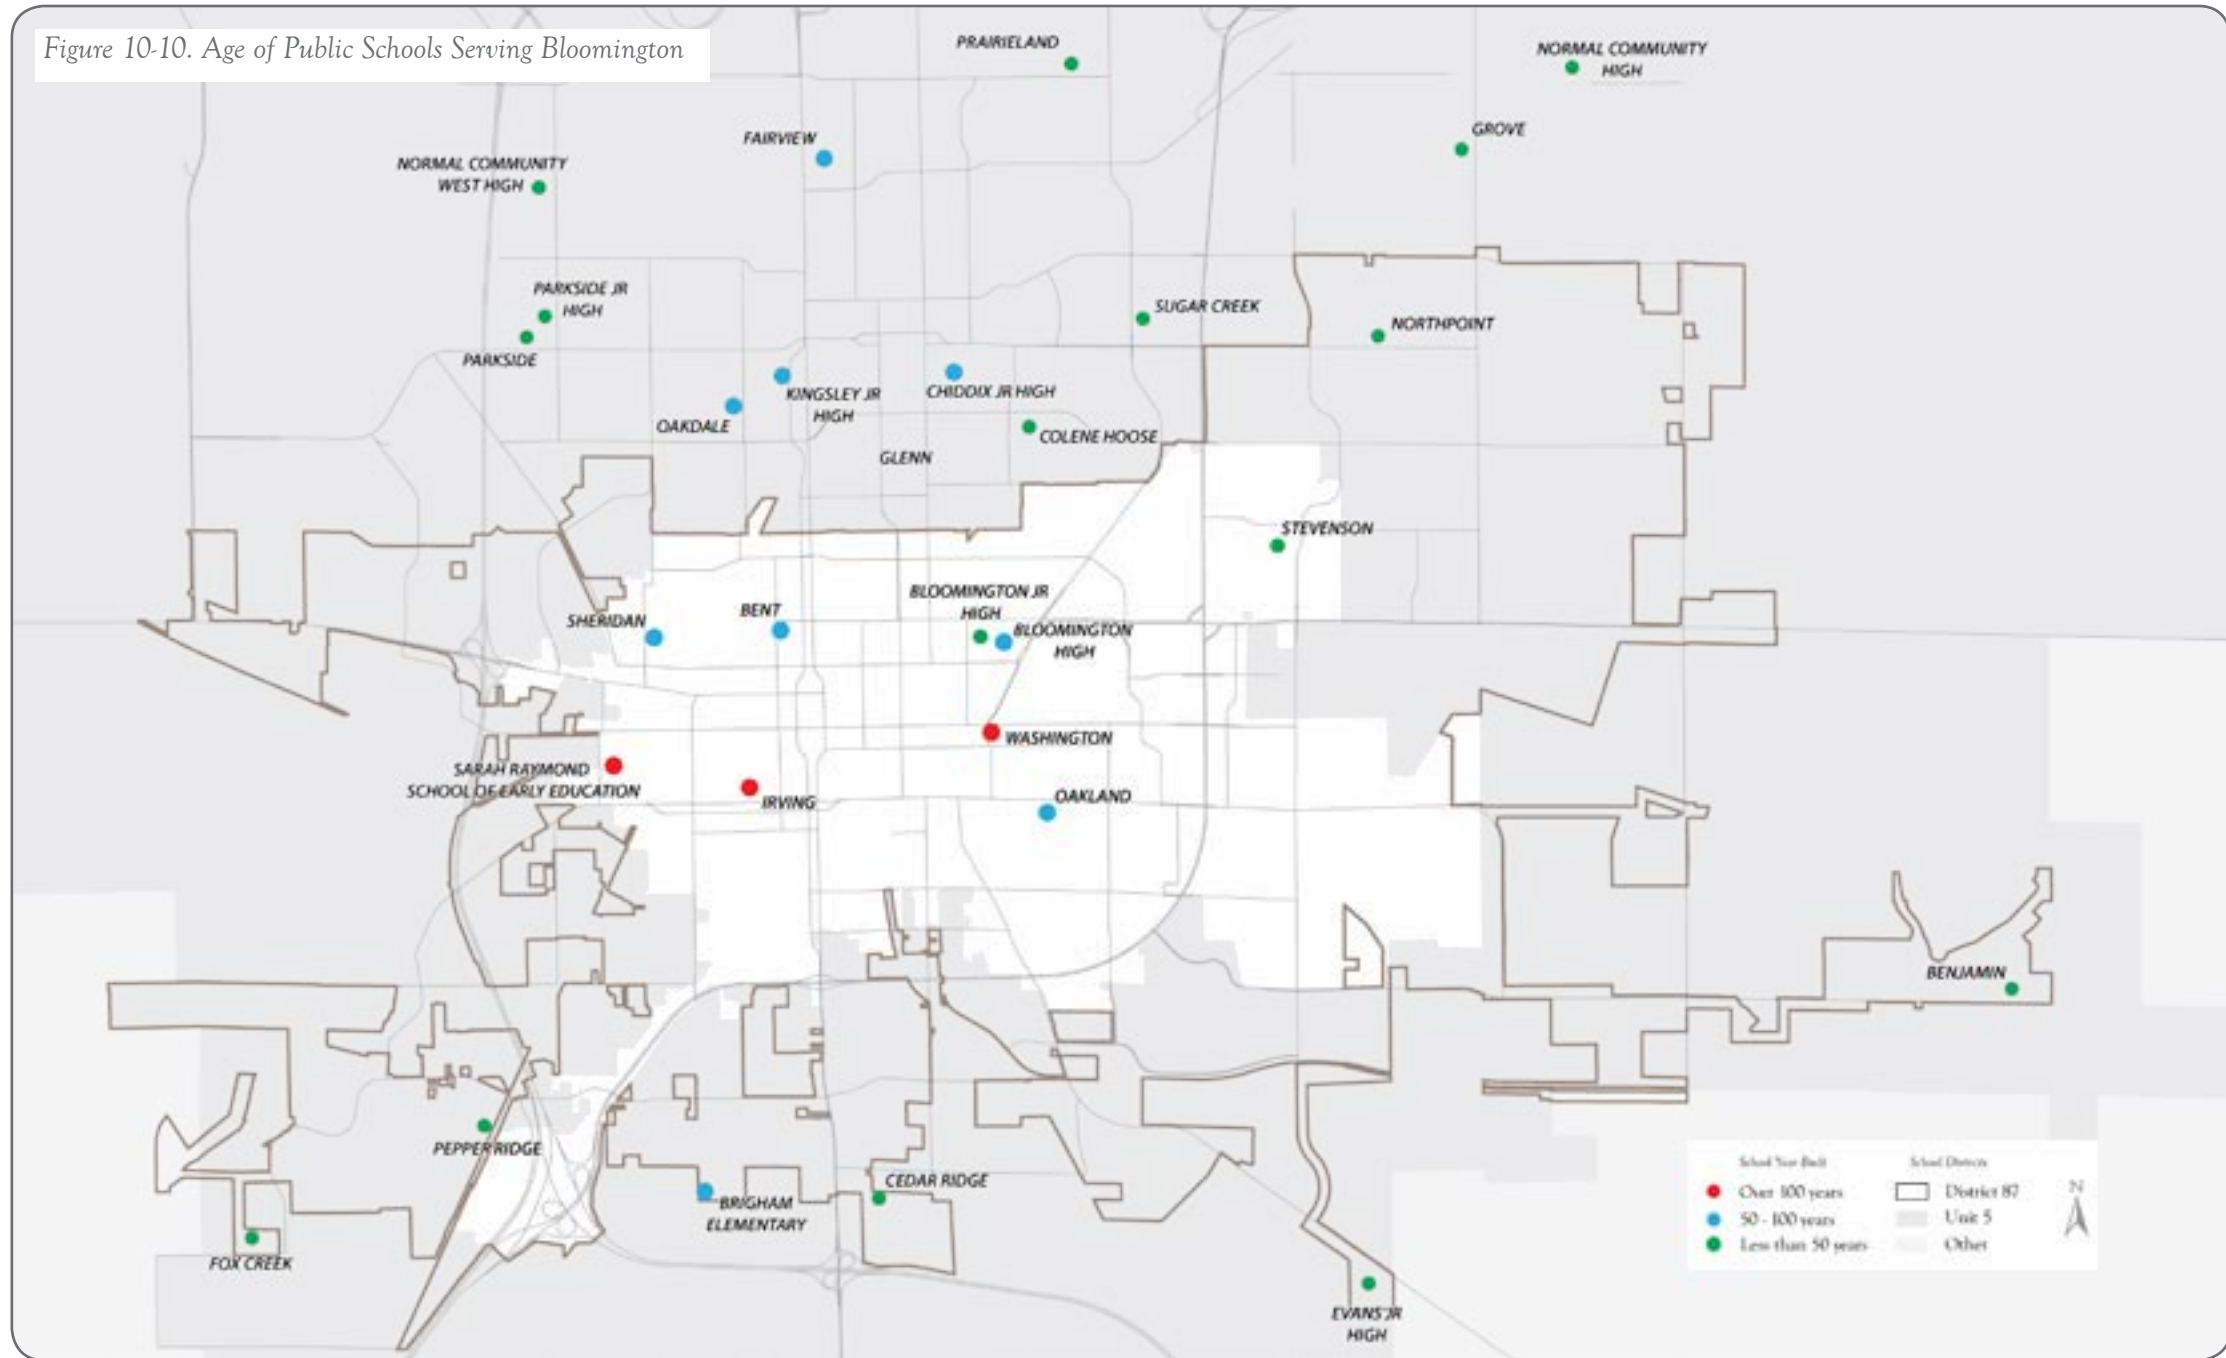 Figure 10-10. Age of Public Schools Serving Bloomington
PRAIRIELAND
NORMAL COMMUNITY
HIGH
GROVE
FAIRVIEW
NORMAL COMMUNITY
WEST HIGH
PARKSIDE JR
HIGH
PARKSIDE
SUGAR CREEK
NORTHPOINT
KINGSLEY JR
HIGH
CHIDDIX JR HIGH
OAKDALE
COLENE HOOSE
GLENN
STEVENSON
BLOOMINGTON JR
HIGH
SHERIDAN
BENT
BLOOMINGTON
HIGH
WASHINGTON
SARAH RAYMOND
SCHOOL OF EARLY EDUCATION
IRVING
OAKLAND
BENJAMIN
PEPPER RIDGE
CEDAR RIDGE
BRIGHAM
ELEMENTARY
FOX CREEK
EVANS JR
HIGH
School Year Built
Over 100 years
50 - 100 years
Less than 50 years
School Districts
District 87
Unit 5
Other
N